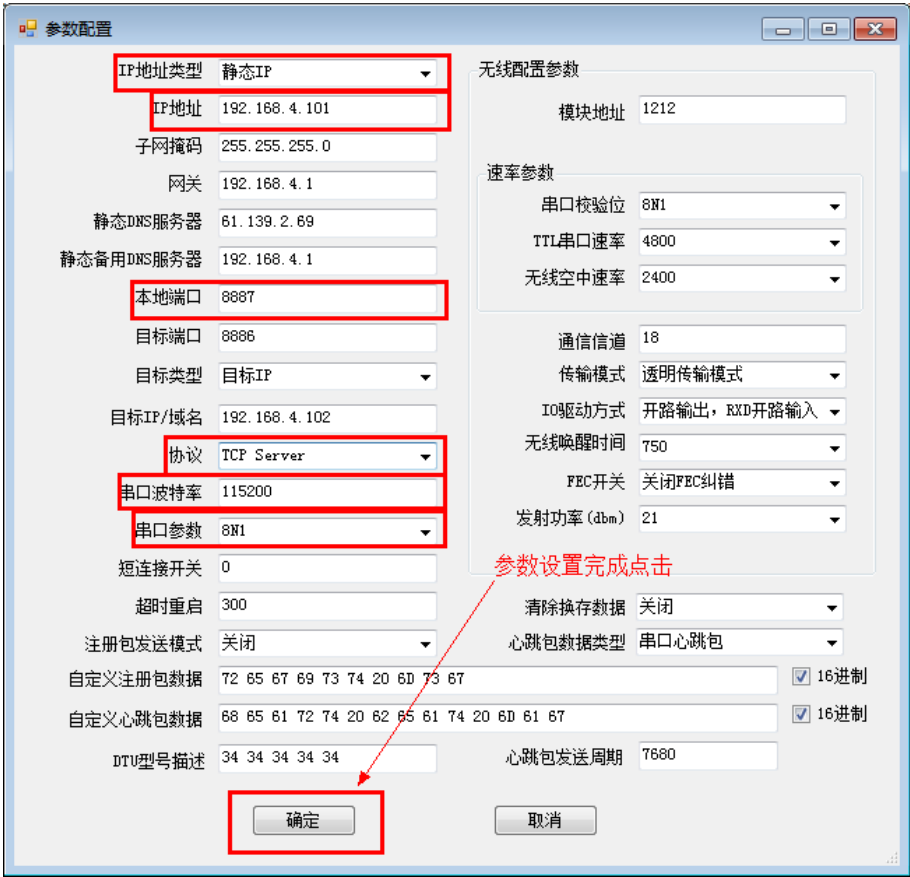 参数配置
IP地址类型 静态IP
IP地址 192.168.4.101
子网掩码 255.255.255.0
网关 192.168.4.1
静态DNS服务器 61.139.2.69
静态备用DNS服务器 192.168.4.1
本地端口 8887
目标端口 8886
目标类型 目标IP
目标IP/域名 192.168.4.102
协议 TCP Server
串口波特率 115200
串口参数 8N1
短连接开关 0
超时重启 300
注册包发送模式 关闭
无线配置参数
模块地址 1212
速率参数
串口校验位 8N1
TTL串口速率 4800
无线空中速率 2400
通信信道 18
传输模式 透明传输模式
IO驱动方式 开路输出，RXD开路输入
无线唤醒时间 750
FEC开关 关闭FEC纠错
发射功率(dbm) 21
参数设置完成点击
清除换存数据 关闭
心跳包数据类型 串口心跳包
自定义注册包数据 72 65 67 69 73 74 20 6D 73 67 16进制
自定义心跳包数据 68 65 61 72 74 20 62 65 61 74 20 6D 61 67 16进制
DTU型号描述 34 34 34 34 34 心跳包发送周期 7680
确定 取消